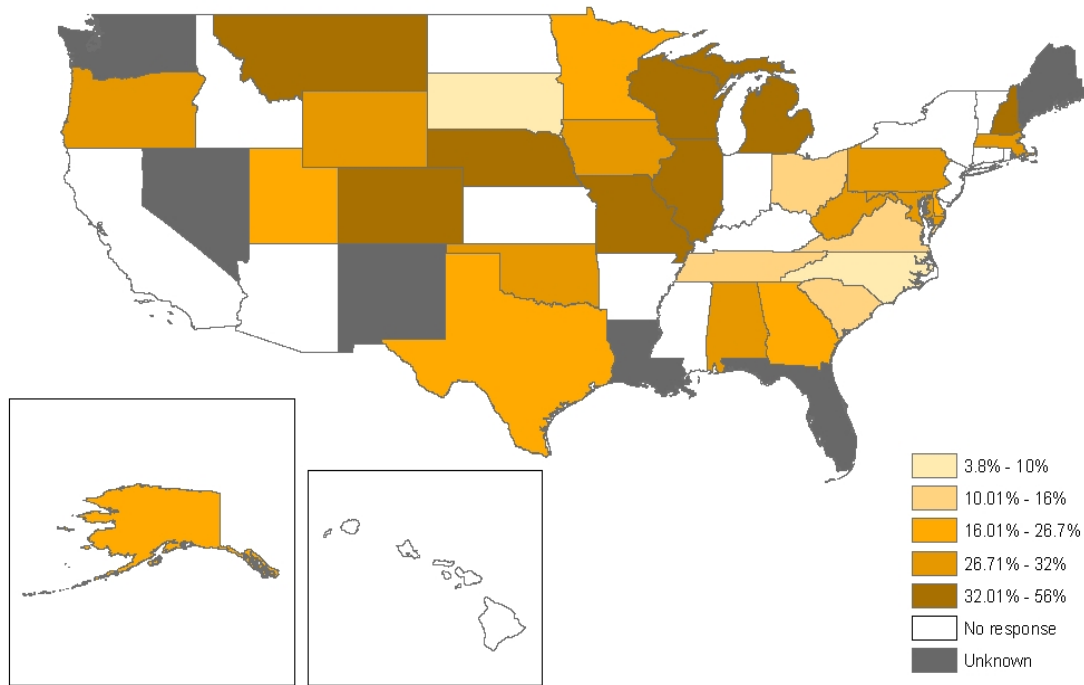 3.8% - 10%
10.01% - 16%
16.01% - 26.7%
26.71% - 32%
32.01% - 56%
No response
Unknown